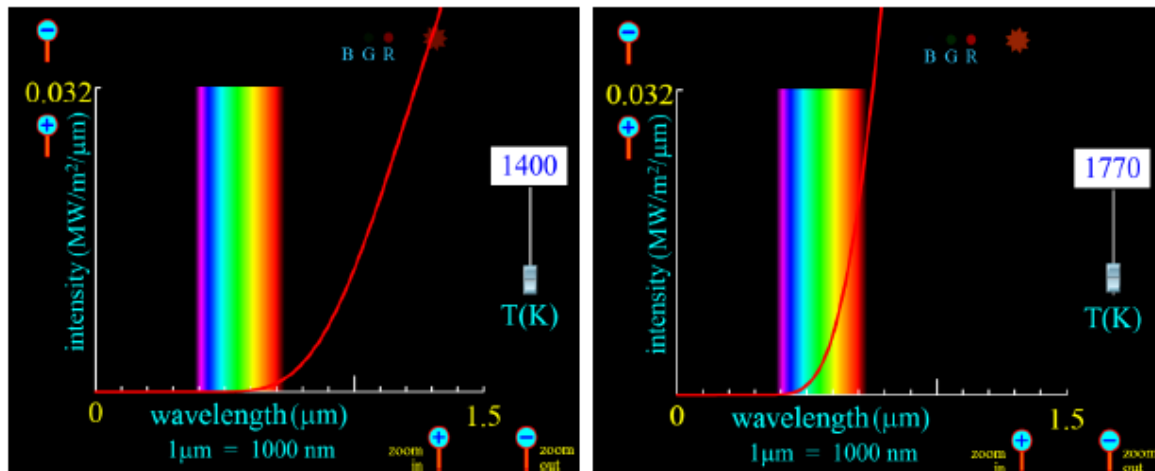 B G R
0.032
intensity (MW/m²/μm)
1400
T(K)
0
wavelength (μm)
1.5
1μm = 1000 nm
zoom in
zoom out
B G R
0.032
intensity (MW/m²/μm)
1770
T(K)
0
wavelength (μm)
1.5
1μm = 1000 nm
zoom in
zoom out